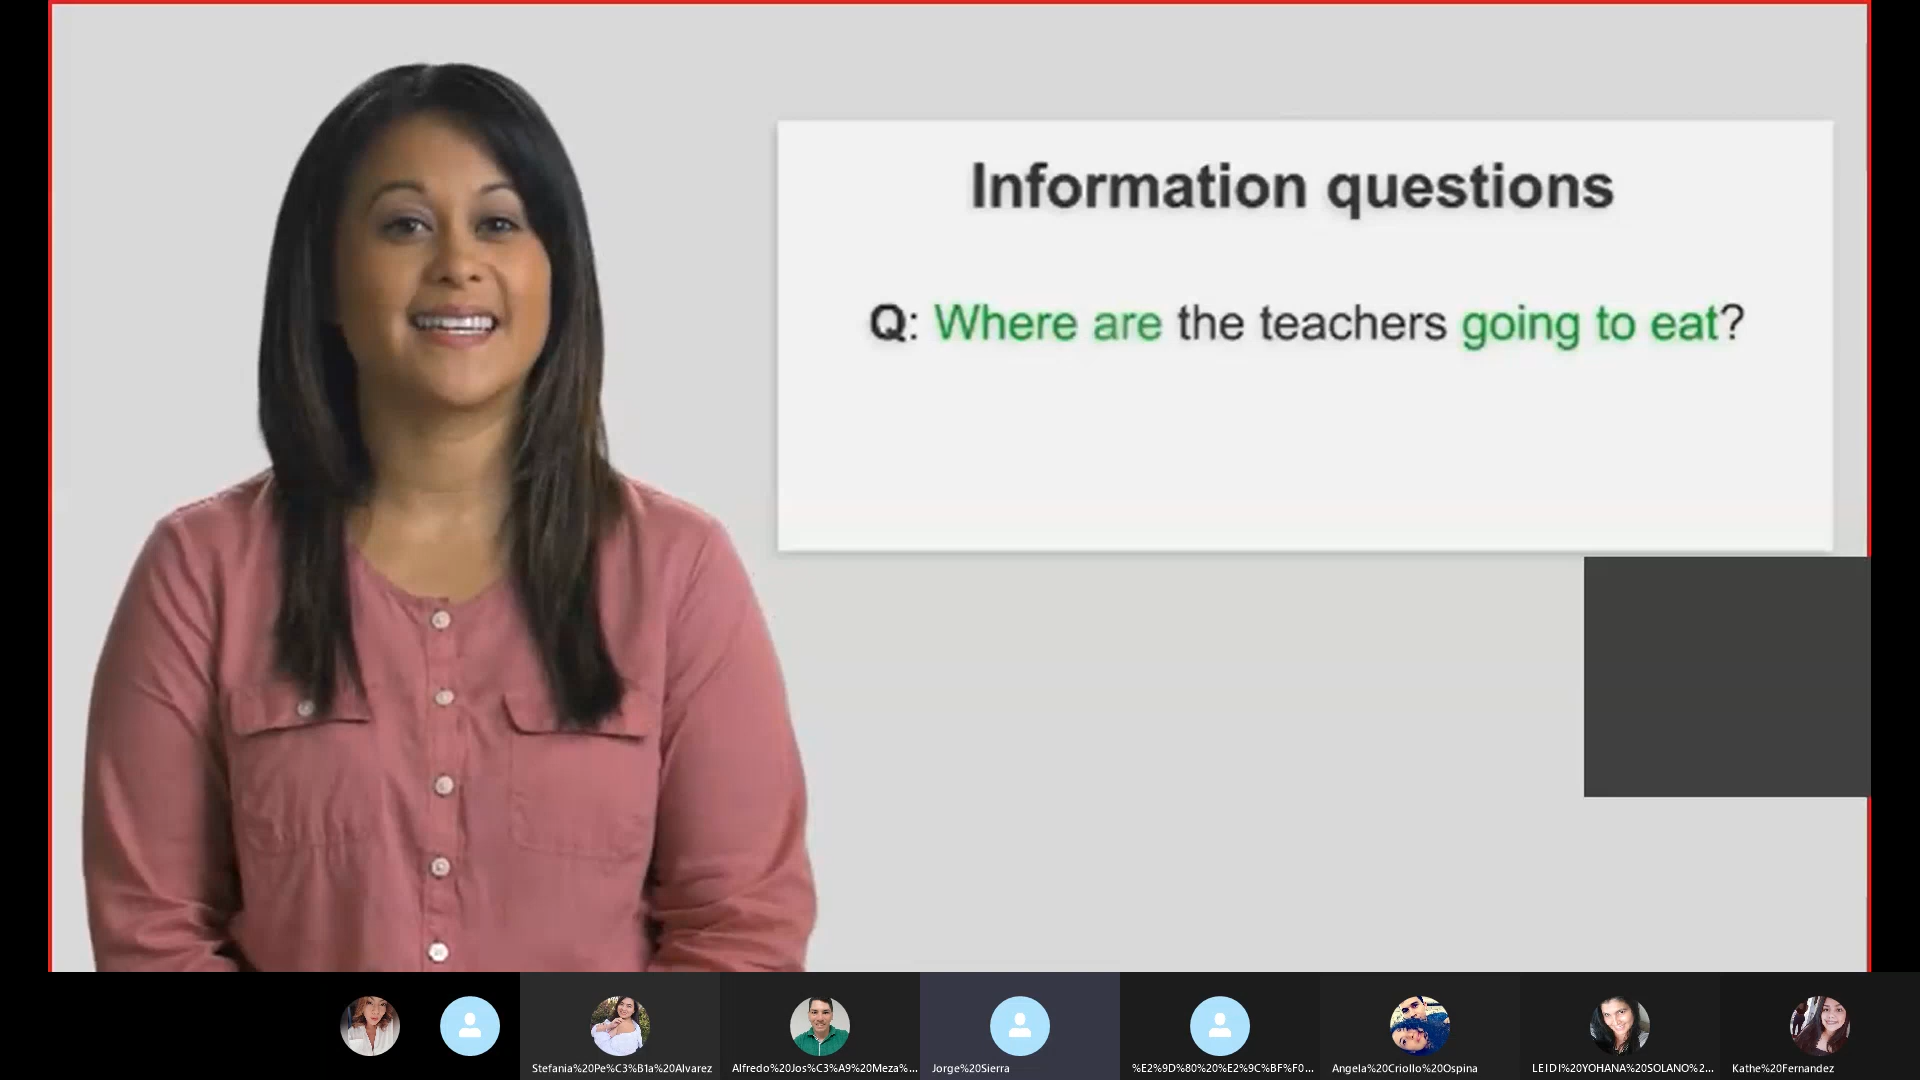 Information questions
Q: Where are the teachers going to eat?
Stefania%20Pe%C3%B1a%20Alvarez
Alfredo%20Jos%C3%A9%20Meza%...
Jorge%20Sierra
%E2%9D%80%20%E2%9C%BF%F0...
Angela%20Criollo%20Ospina
LEIDI%20YOHANA%20SOLANO%2...
Kathe%20Fernandez